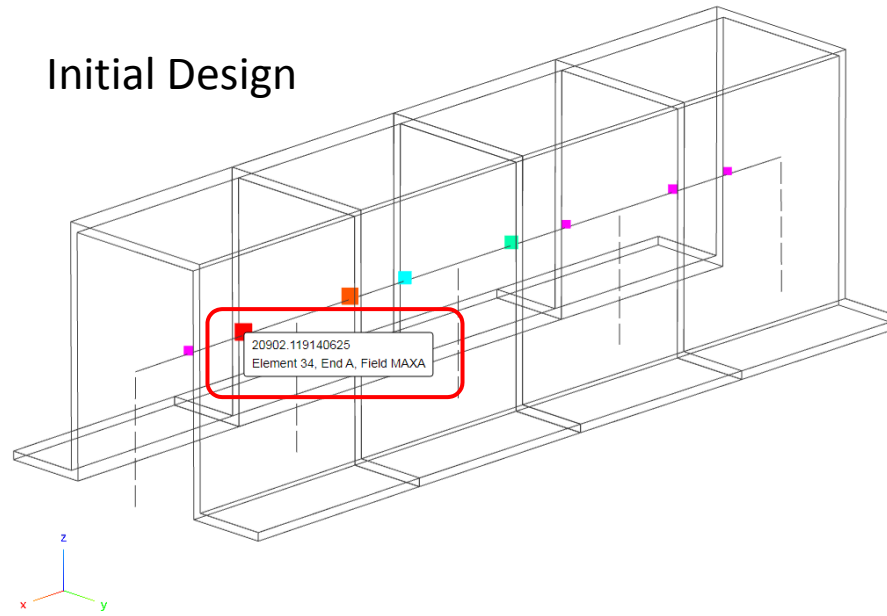 Initial Design
20902.119140625
Element 34, End A, Field MAXA
z
x
y